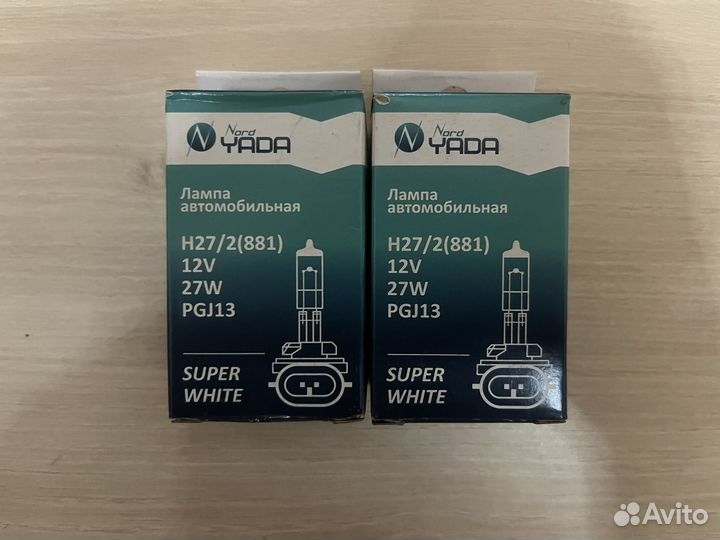 Nord
YADA
Лампа
автомобильная
H27/2(881)
12V
27W
PGJ13
SUPER
WHITE
Nord
YADA
Лампа
автомобильная
H27/2(881)
12V
27W
PGJ13
SUPER
WHITE
Avito